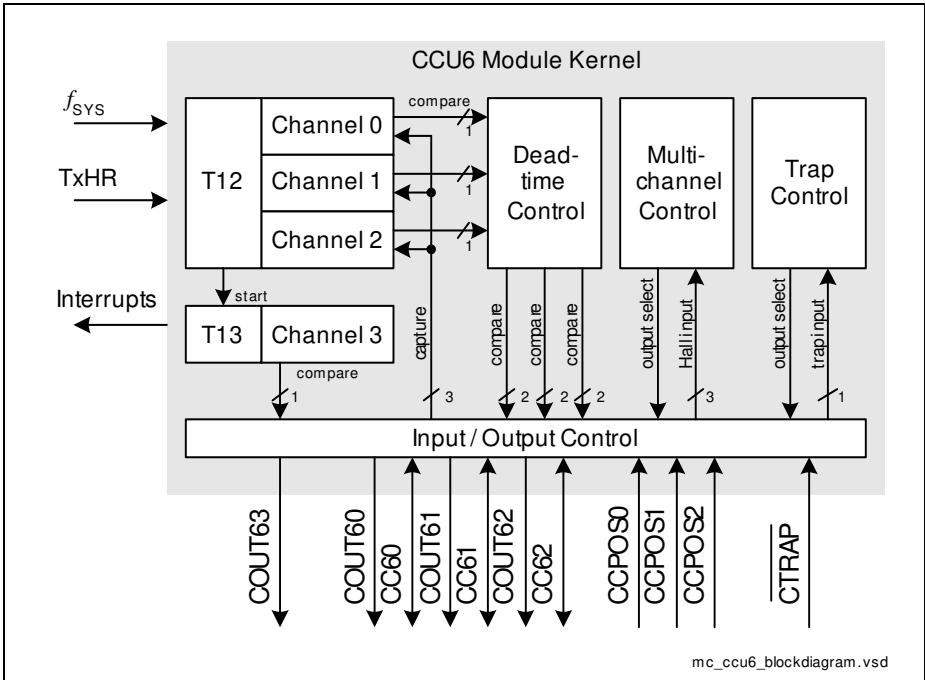 CCU6 Module Kernel
fSYS
TxHR
Interrupts
T12
Channel 0
Channel 1
Channel 2
compare
1
1
1
Dead-
time
Control
Multi-
channel
Control
Trap
Control
start
T13
Channel 3
compare
1
capture
3
compare
2
compare
2
compare
2
output select
Hall input
3
output select
trap input
1
Input / Output Control
COUT63
COUT60
CC60
COUT61
CC61
COUT62
CC62
CCPOS0
CCPOS1
CCPOS2
CTRAP
mc_ccu6_blockdiagram.vsd